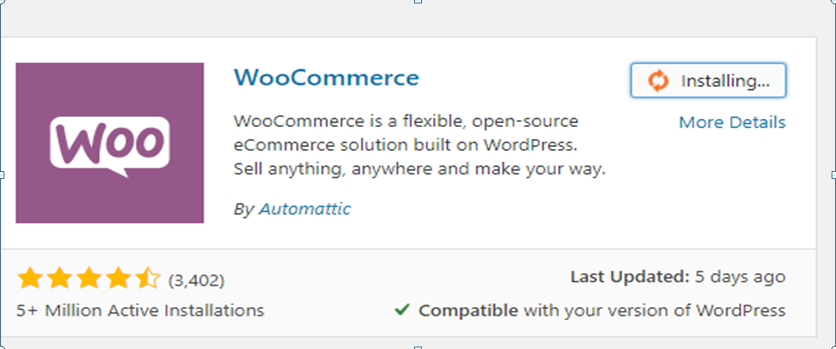 Woo
WooCommerce
Installing...
WooCommerce is a flexible, open-source
eCommerce solution built on WordPress.
Sell anything, anywhere and make your way.
More Details
By Automattic
(3,402)
Last Updated: 5 days ago
5+ Million Active Installations
Compatible with your version of WordPress